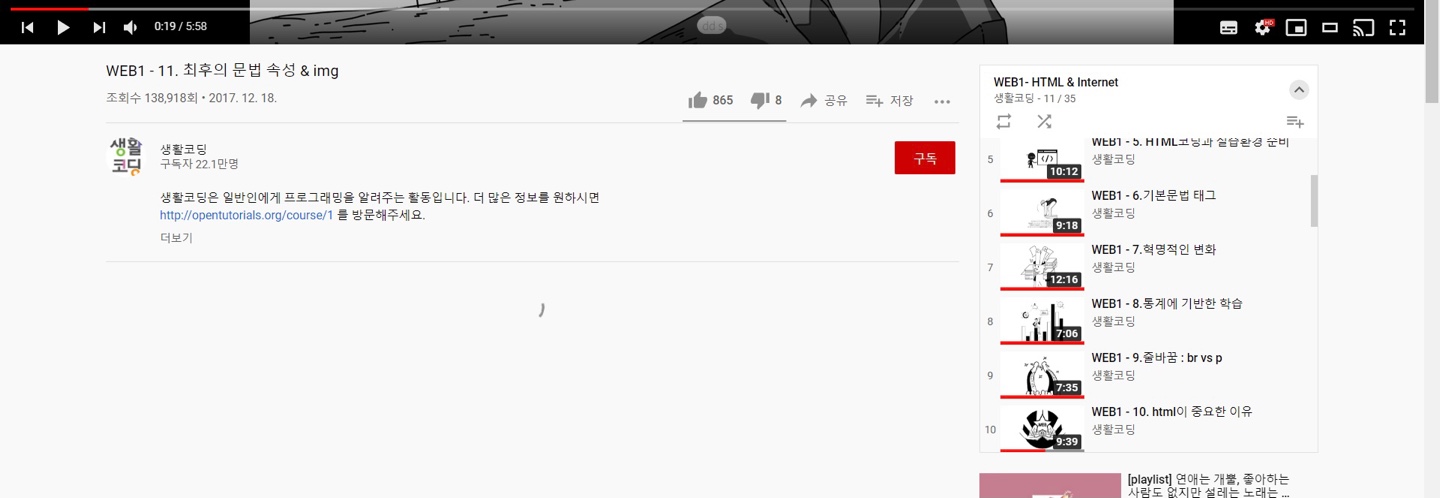 0:19 / 5:58
dd s
HD
WEB1 - 11. 최후의 문법 속성 & img
조회수 138,918회 • 2017. 12. 18.
865
8
공유
저장
생활
코딩
생활코딩
구독자 22.1만명
구독
생활코딩은 일반인에게 프로그래밍을 알려주는 활동입니다. 더 많은 정보를 원하시면
http://opentutorials.org/course/1 를 방문해주세요.
더보기
WEB1- HTML & Internet
생활코딩 - 11 / 35
5
10:12
WEB1 - 5. HTML코딩과 실습환경 준비
생활코딩
6
9:18
WEB1 - 6.기본문법 태그
생활코딩
7
12:16
WEB1 - 7.혁명적인 변화
생활코딩
8
7:06
WEB1 - 8.통계에 기반한 학습
생활코딩
9
7:35
WEB1 - 9.줄바꿈 : br vs p
생활코딩
10
9:39
WEB1 - 10. html이 중요한 이유
생활코딩
[playlist] 연애는 개뿔, 좋아하는
사람도 없지만 설레는 노래는 ...